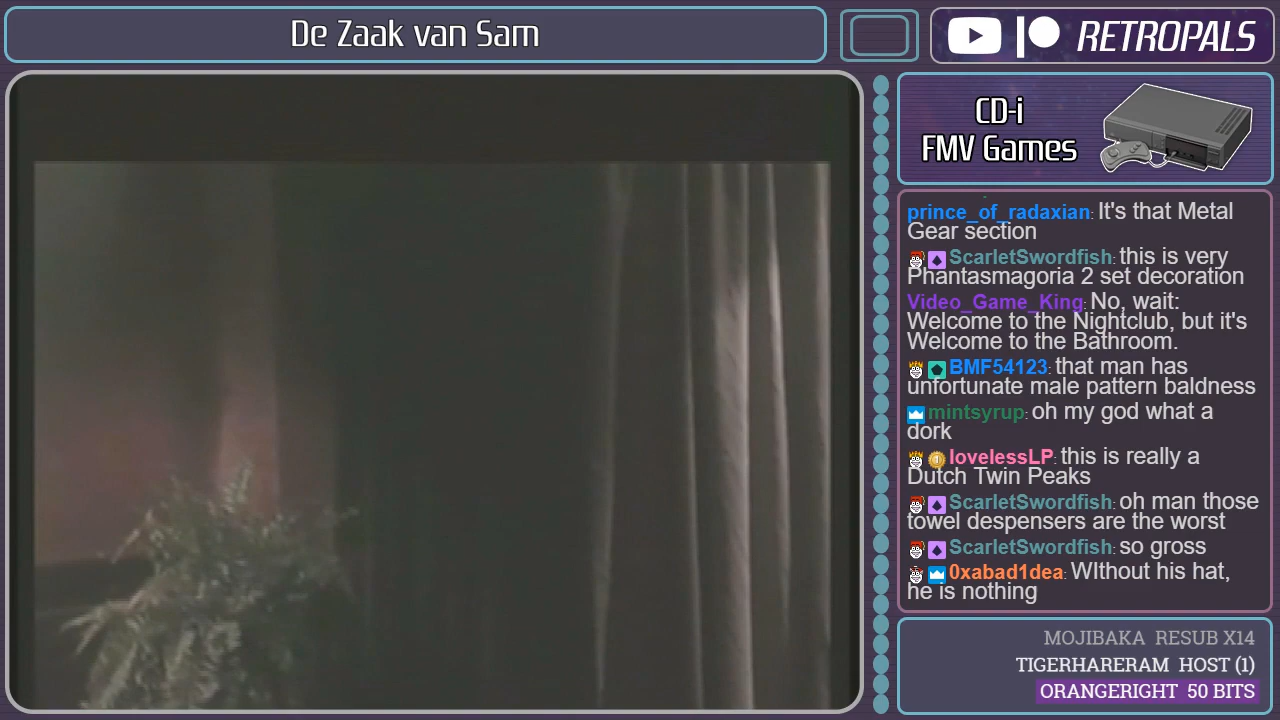 De Zaak van Sam
RETROPALS
CD-i
FMV Games
prince_of_radaxian: It's that Metal
Gear section
ScarletSwordfish: this is very
Phantasmagoria 2 set decoration
Video_Game_King: No, wait:
Welcome to the Nightclub, but it's
Welcome to the Bathroom.
BMF54123: that man has
unfortunate male pattern baldness
mintsyrup: oh my god what a
dork
lovelessLP: this is really a
Dutch Twin Peaks
ScarletSwordfish: oh man those
towel despensers are the worst
ScarletSwordfish: so gross
0xabad1dea: WIthout his hat,
he is nothing
MOJIBAKA RESUB X14
TIGERHARERAM HOST (1)
ORANGERIGHT 50 BITS